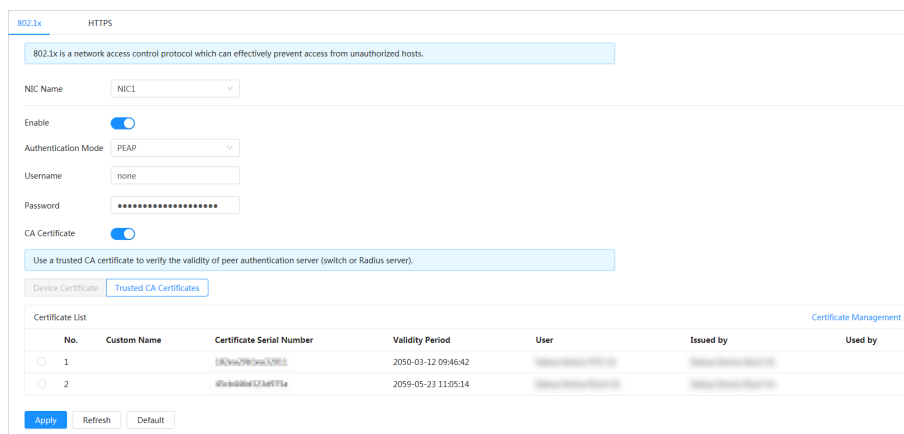 802.1x HTTPS
802.1x is a network access control protocol which can effectively prevent access from unauthorized hosts.
NIC Name NIC1
Enable
Authentication Mode PEAP
Username none
Password ••••••••••••••••••••
CA Certificate
Use a trusted CA certificate to verify the validity of peer authentication server (switch or Radius server).
Device Certificate Trusted CA Certificates
Certificate List Certificate Management
No. Custom Name Certificate Serial Number Validity Period User Issued by Used by
1 2050-03-12 09:46:42
2 2059-05-23 11:05:14
Apply Refresh Default